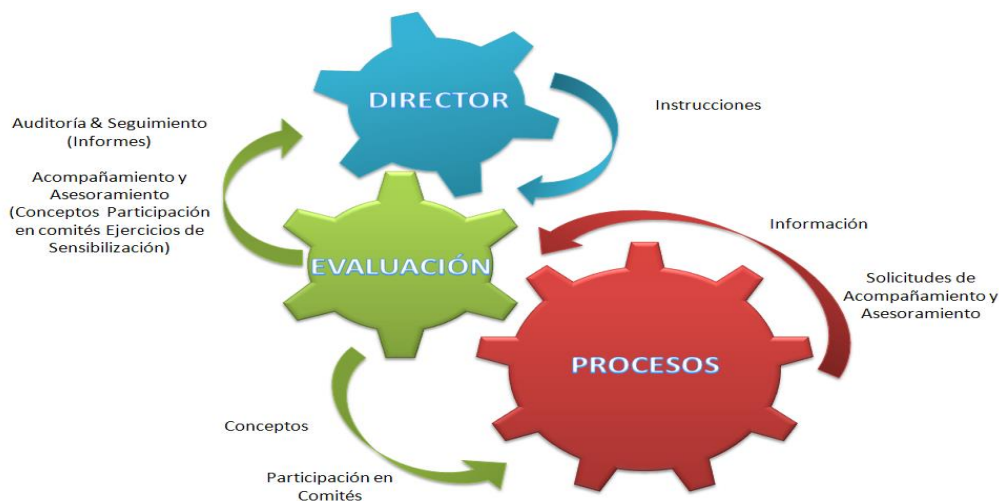 DIRECTOR
Instrucciones
Auditoría & Seguimiento
(Informes)
Acompañamiento y
Asesoramiento
(Conceptos Participación
en comités Ejercicios de
Sensibilización)
EVALUACIÓN
Información
Solicitudes de
Acompañamiento y
Asesoramiento
PROCESOS
Conceptos
Participación en
Comités